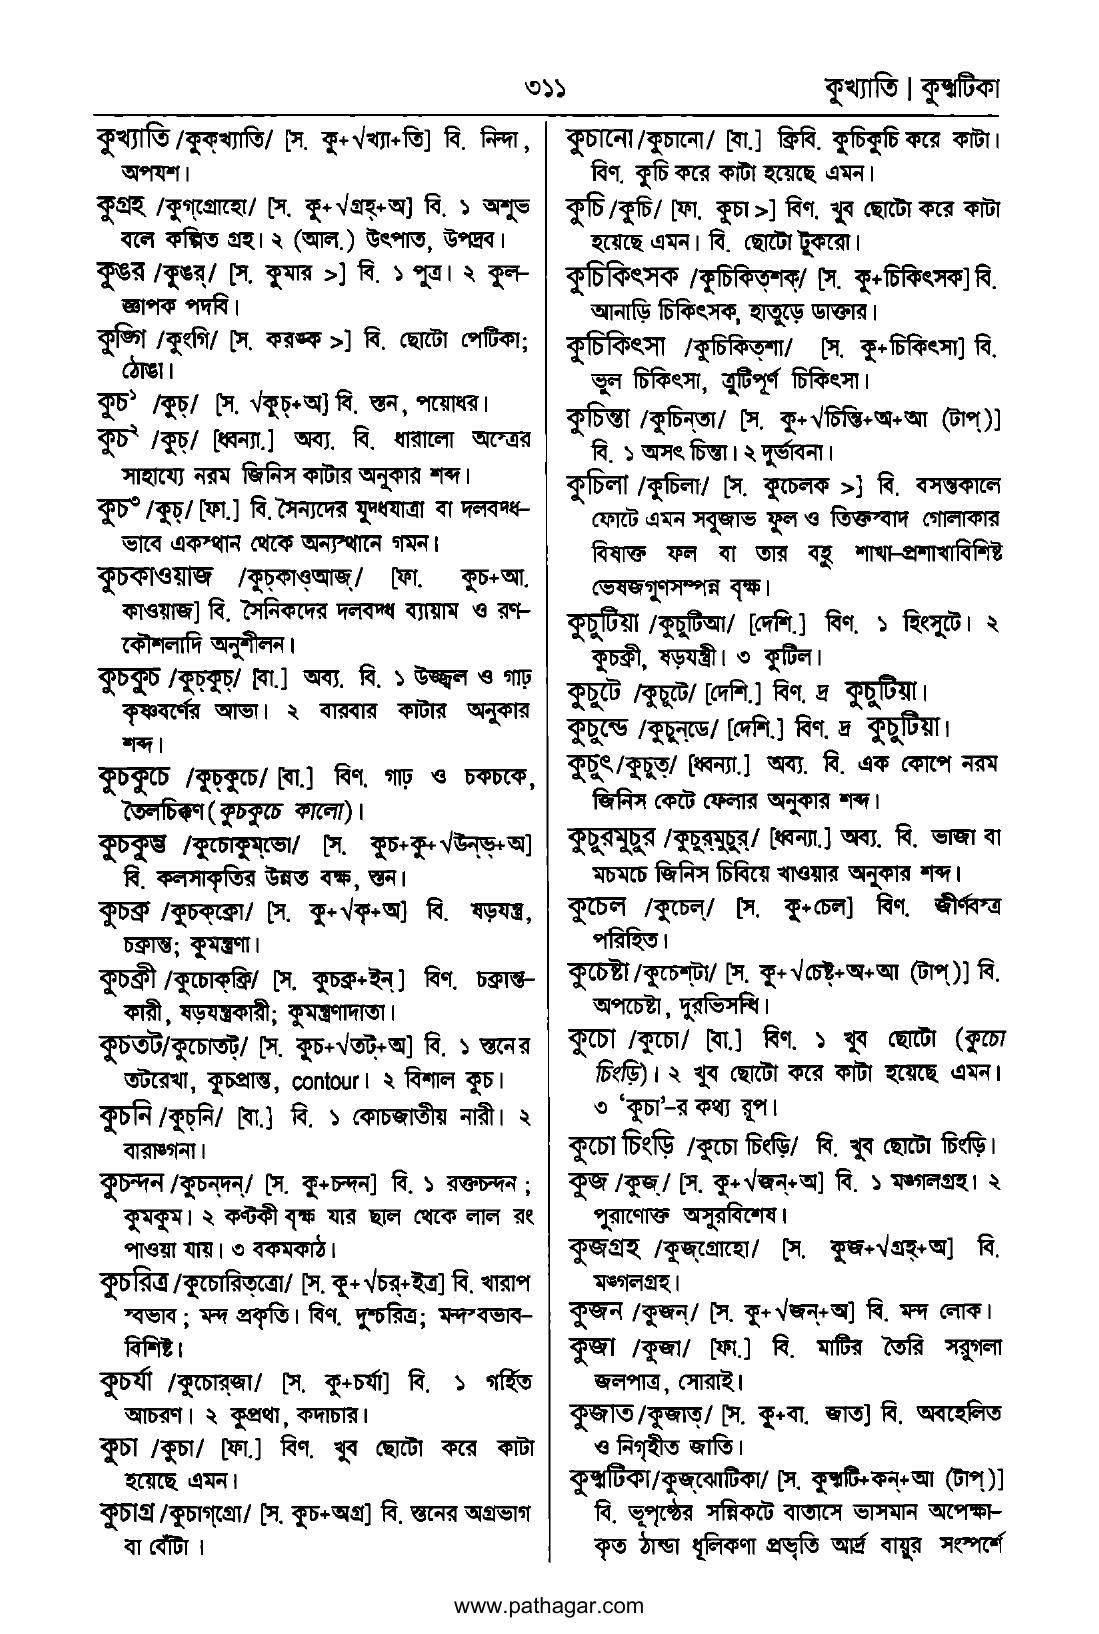 ৩১১
কুখ্যাতি | কুজ্ঝটিকা
কুখ্যাতি /কুক্‌খ্যাতি/ [স. কু+√খ্যা+তি] বি. নিন্দা,
অপযশ।
কুগ্রহ /কুগ্‌গ্রোহো/ [স. কু+√গ্রহ্+অ] বি. ১ অশুভ
বলে কল্পিত গ্রহ। ২ (আল.) উৎপাত, উপদ্রব।
কুঙর /কুঙর্/ [স. কুমার >] বি. ১ পুত্র। ২ কুল-
জ্ঞাপক পদবি।
কুঙ্গি /কুংগি/ [স. করঙ্ক >] বি. ছোটো পেটিকা;
ঠোঙা।
কুচ১ /কুচ্/ [স. √কুচ্+অ] বি. স্তন, পয়োধর।
কুচ২ /কুচ্/ [ধ্বন্যা.] অব্য. বি. ধারালো অস্ত্রের
সাহায্যে নরম জিনিস কাটার অনুকার শব্দ।
কুচ৩ /কুচ্/ [ফা.] বি. সৈন্যদের যুদ্ধযাত্রা বা দলবদ্ধ-
ভাবে একস্থান থেকে অন্যস্থানে গমন।
কুচকাওয়াজ /কুচ্‌কাও্‌আজ্/ [ফা. কুচ+আ.
কাওয়াজ] বি. সৈনিকদের দলবদ্ধ ব্যায়াম ও রণ-
কৌশলাদি অনুশীলন।
কুচকুচ /কুচ্‌কুচ্/ [বা.] অব্য. বি. ১ উজ্জ্বল ও গাঢ়
কৃষ্ণবর্ণের আভা। ২ বারবার কাটার অনুকার
শব্দ।
কুচকুচে /কুচ্‌কুচে/ [বা.] বিণ. গাঢ় ও চকচকে,
তৈলচিক্কণ (কুচকুচে কালো)।
কুচকুম্ভ /কুচোকুম্‌ভো/ [স. কুচ+কু+√উন্‌ভ্+অ]
বি. কলসাকৃতির উন্নত বক্ষ, স্তন।
কুচক্র /কুচক্‌ক্রো/ [স. কু+√কৃ+অ] বি. ষড়যন্ত্র,
চক্রান্ত; কুমন্ত্রণা।
কুচক্রী /কুচোক্‌ক্রি/ [স. কুচক্র+ইন্] বিণ. চক্রান্ত-
কারী, ষড়যন্ত্রকারী; কুমন্ত্রণাদাতা।
কুচতট /কুচোতট্/ [স. কুচ+√তট্+অ] বি. ১ স্তনের
তটরেখা, কুচপ্রান্ত, contour। ২ বিশাল কুচ।
কুচনি /কুচ্‌নি/ [বা.] বি. ১ কোচজাতীয় নারী। ২
বারাঙ্গনা।
কুচন্দন /কুচন্‌দন্/ [স. কু+চন্দন] বি. ১ রক্তচন্দন;
কুমকুম। ২ কণ্টকী বৃক্ষ যার ছাল থেকে লাল রং
পাওয়া যায়। ৩ বকমকাঠ।
কুচরিত্র /কুচোরিত্‌ত্রো/ [স. কু+√চর্+ইত্র] বি. খারাপ
স্বভাব; মন্দ প্রকৃতি। বিণ. দুশ্চরিত্র; মন্দস্বভাব-
বিশিষ্ট।
কুচর্যা /কুচোর্‌জা/ [স. কু+চর্যা] বি. ১ গর্হিত
আচরণ। ২ কুপ্রথা, কদাচার।
কুচা /কুচা/ [ফা.] বিণ. খুব ছোটো করে কাটা
হয়েছে এমন।
কুচাগ্র /কুচাগ্‌গ্রো/ [স. কুচ+অগ্র] বি. স্তনের অগ্রভাগ
বা বোঁটা ।
কুচানো /কুচানো/ [বা.] ক্রিবি. কুচিকুচি করে কাটা।
বিণ. কুচি করে কাটা হয়েছে এমন।
কুচি /কুচি/ [ফা. কুচা >] বিণ. খুব ছোটো করে কাটা
হয়েছে এমন। বি. ছোটো টুকরো।
কুচিকিৎসক /কুচিকিত্‌শক্/ [স. কু+চিকিৎসক] বি.
আনাড়ি চিকিৎসক, হাতুড়ে ডাক্তার।
কুচিকিৎসা /কুচিকিত্‌শা/ [স. কু+চিকিৎসা] বি.
ভুল চিকিৎসা, ত্রুটিপূর্ণ চিকিৎসা।
কুচিন্তা /কুচিন্‌তা/ [স. কু+√চিন্তি+অ+আ (টাপ্)]
বি. ১ অসৎ চিন্তা। ২ দুর্ভাবনা।
কুচিলা /কুচিলা/ [স. কুচেলক >] বি. বসন্তকালে
ফোটে এমন সবুজাভ ফুল ও তিক্তস্বাদ গোলাকার
বিষাক্ত ফল বা তার বহু শাখা-প্রশাখাবিশিষ্ট
ভেষজগুণসম্পন্ন বৃক্ষ।
কুচুটিয়া /কুচুটিআ/ [দেশি.] বিণ. ১ হিংসুটে। ২
কুচক্রী, ষড়যন্ত্রী। ৩ কুটিল।
কুচুটে /কুচুটে/ [দেশি.] বিণ. দ্র কুচুটিয়া।
কুচুন্ডে /কুচুন্‌ডে/ [দেশি.] বিণ. দ্র কুচুটিয়া।
কুচুৎ /কুচুত্/ [ধ্বন্যা.] অব্য. বি. এক কোপে নরম
জিনিস কেটে ফেলার অনুকার শব্দ।
কুচুরমুচুর /কুচুর্‌মুচুর্/ [ধ্বন্যা.] অব্য. বি. ভাজা বা
মচমচে জিনিস চিবিয়ে খাওয়ার অনুকার শব্দ।
কুচেল /কুচেল্/ [স. কু+চেল] বিণ. জীর্ণবস্ত্র
পরিহিত।
কুচেষ্টা /কুচেশ্‌টা/ [স. কু+√চেষ্ট্+অ+আ (টাপ্)] বি.
অপচেষ্টা, দুরভিসন্ধি।
কুচো /কুচো/ [বা.] বিণ. ১ খুব ছোটো (কুচো
চিংড়ি)। ২ খুব ছোটো করে কাটা হয়েছে এমন।
৩ ‘কুচা’-র কথ্য রূপ।
কুচো চিংড়ি /কুচো চিংড়ি/ বি. খুব ছোটো চিংড়ি।
কুজ /কুজ্/ [স. কু+√জন্+অ] বি. ১ মঙ্গলগ্রহ। ২
পুরাণোক্ত অসুরবিশেষ।
কুজগ্রহ /কুজ্‌গ্রোহো/ [স. কুজ+√গ্রহ্+অ] বি.
মঙ্গলগ্রহ।
কুজন /কুজন্/ [স. কু+√জন্+অ] বি. মন্দ লোক।
কুজা /কুজা/ [ফা.] বি. মাটির তৈরি সরুগলা
জলপাত্র, সোরাই।
কুজাত /কুজাত্/ [স. কু+বা. জাত] বি. অবহেলিত
ও নিগৃহীত জাতি।
কুজ্ঝটিকা /কুজ্‌ঝোটিকা/ [স. কুজ্ঝটি+কন্+আ (টাপ্)]
বি. ভূপৃষ্ঠের সন্নিকটে বাতাসে ভাসমান অপেক্ষা-
কৃত ঠান্ডা ধূলিকণা প্রভৃতি আর্দ্র বায়ুর সংস্পর্শে
www.pathagar.com